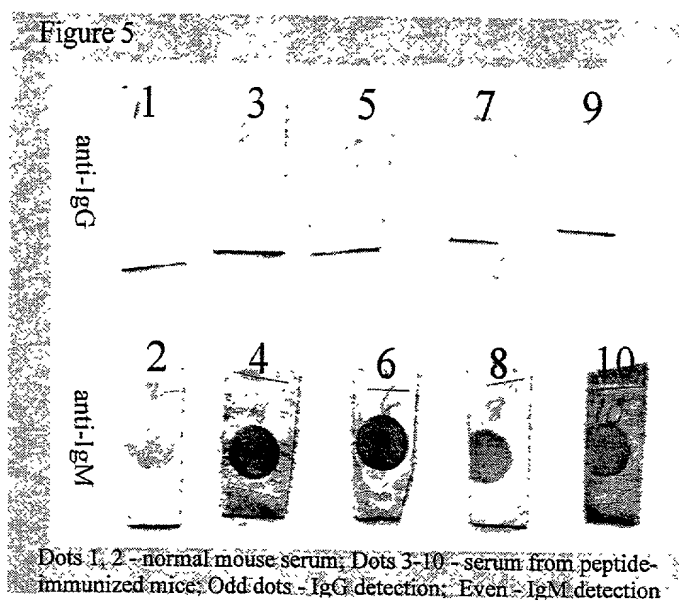 Figure 5
1 3 5 7 9
anti-IgG
2 4 6 8 10
anti-IgM
Dots 1, 2 - normal mouse serum; Dots 3-10 - serum from peptide-
immunized mice; Odd dots - IgG detection; Even - IgM detection